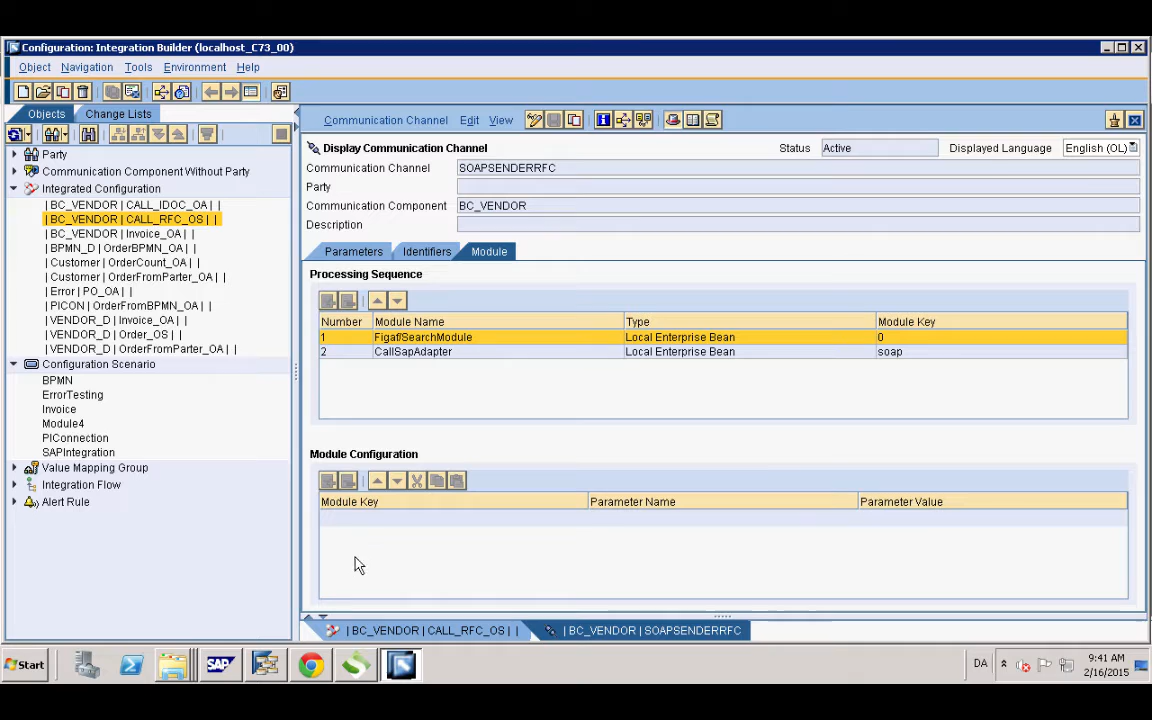 Configuration: Integration Builder (localhost_C73_00)
Object Navigation Tools Environment Help
Objects Change Lists
Communication Channel Edit View
Party
Communication Component Without Party
Integrated Configuration
| BC_VENDOR | CALL_IDOC_OA | |
| BC_VENDOR | CALL_RFC_OS | |
| BC_VENDOR | Invoice_OA | |
| BPMN_D | OrderBPMN_OA | |
| Customer | OrderCount_OA | |
| Customer | OrderFromParter_OA | |
| Error | PO_OA | |
| PICON | OrderFromBPMN_OA | |
| VENDOR_D | Invoice_OA | |
| VENDOR_D | Order_OS | |
| VENDOR_D | OrderFromParter_OA | |
Configuration Scenario
BPMN
ErrorTesting
Invoice
Module4
PIConnection
SAPIntegration
Value Mapping Group
Integration Flow
Alert Rule
Display Communication Channel Status Active Displayed Language English (OL)
Communication Channel SOAPSENDERRFC
Party
Communication Component BC_VENDOR
Description
Parameters Identifiers Module
Processing Sequence
Number Module Name Type Module Key
1 Figaf/SearchModule Local Enterprise Bean 0
2 CallSapAdapter Local Enterprise Bean soap
Module Configuration
Module Key Parameter Name Parameter Value
| BC_VENDOR | CALL_RFC_OS | | | BC_VENDOR | SOAPSENDERRFC
Start SAP DA 9:41 AM
2/16/2015